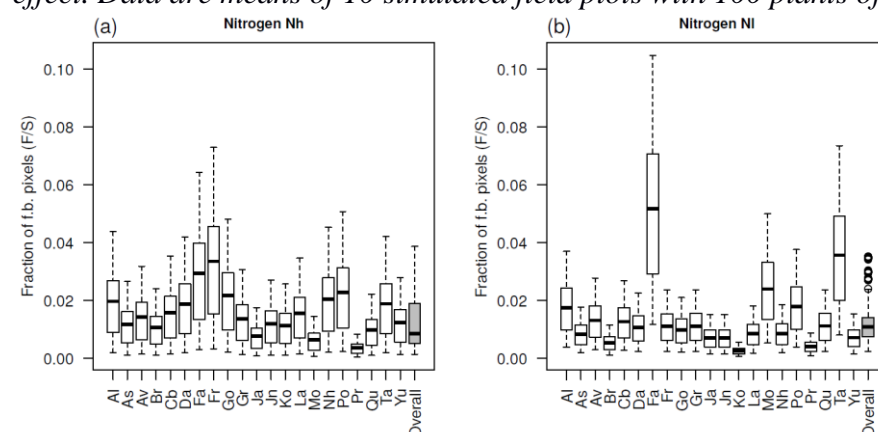 effect. Data are means of 10 simulated field plots with 100 plants of
(a) Nitrogen Nh
Fraction of f.b. pixels (F/S)
0.10
0.08
0.06
0.04
0.02
0.00
Al As Av Br Cb Da Fa Fr Go Gr Ja Jn Ko La Mo Nh Po Pr Qu Ta Yu Overall
(b) Nitrogen Nl
Fraction of f.b. pixels (F/S)
0.10
0.08
0.06
0.04
0.02
0.00
Al As Av Br Cb Da Fa Fr Go Gr Ja Jn Ko La Mo Nh Po Pr Qu Ta Yu Overall